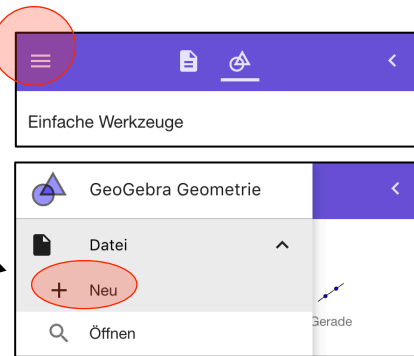 Einfache Werkzeuge
GeoGebra Geometrie
Datei
Neu
Gerade
Öffnen